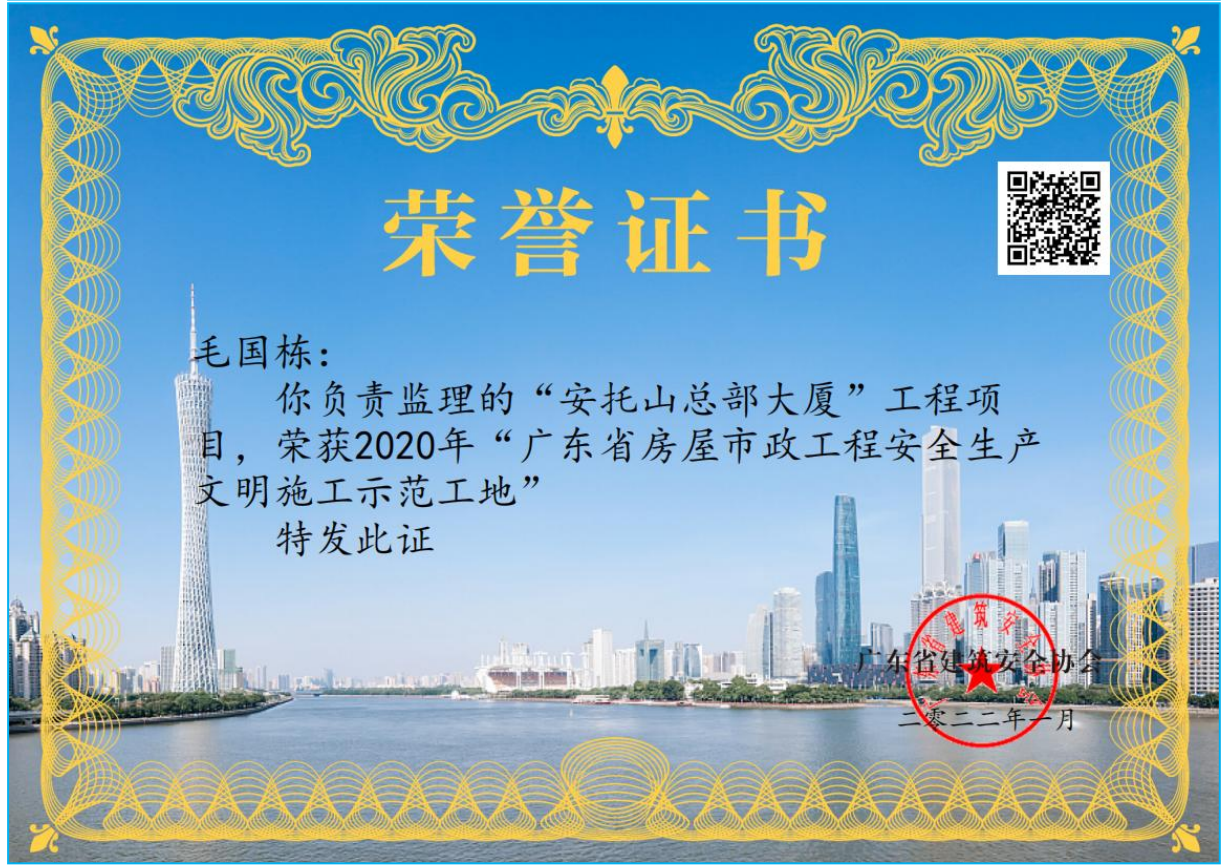 荣誉证书
毛国栋：
你负责监理的“安托山总部大厦”工程项
目，荣获2020年“广东省房屋市政工程安全生产
文明施工示范工地”
特发此证
广东省建筑安全协会
二零二二年一月